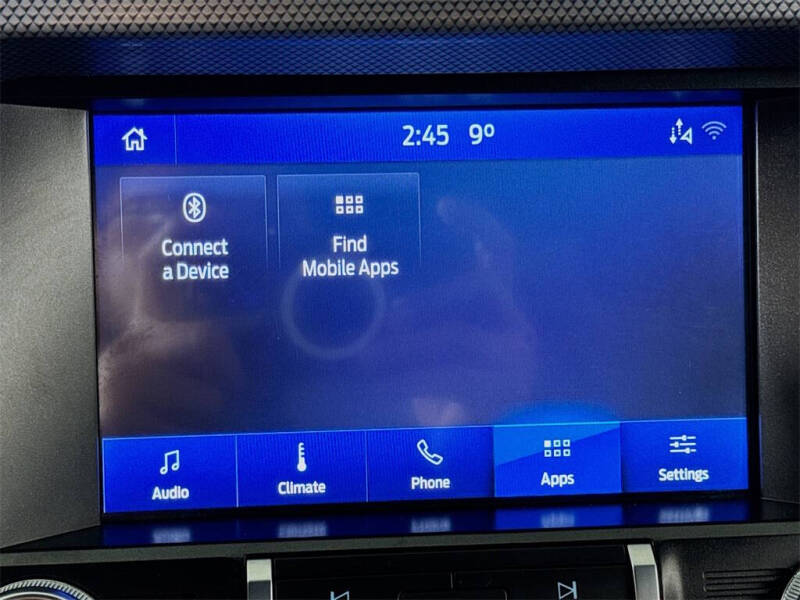 2:45 9°
Connect
a Device
Find
Mobile Apps
Audio
Climate
Phone
Apps
Settings